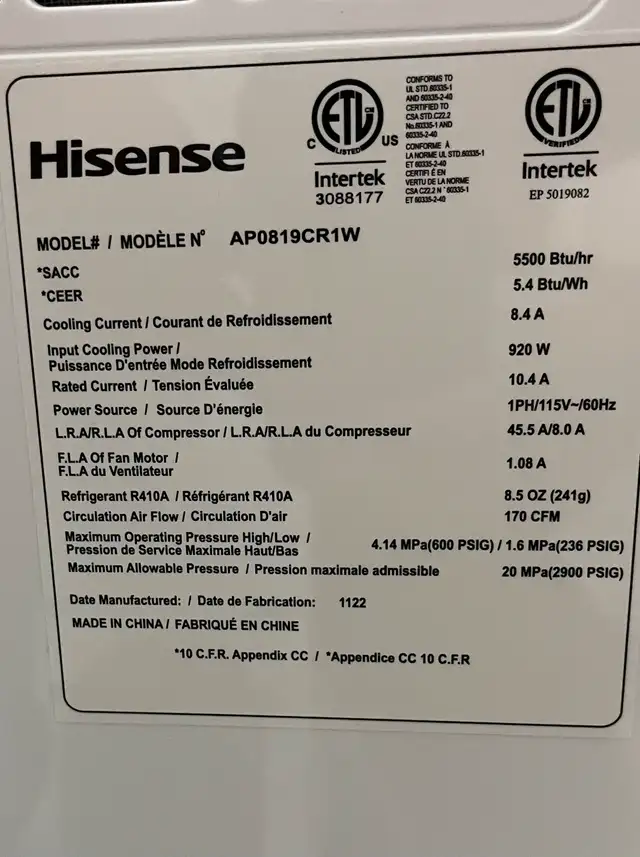 Hisense
C ETL CM LISTED US
Intertek
3088177
CONFORMS TO
UL STD.60335-1
AND 60335-2-40
CERTIFIED TO
CSA STD.C22.2
No.60335-1 AND
60335-2-40
CONFORME À
LA NORME UL STD.60335-1
ET 60335-2-40
CERTIFI É EN
VERTU DE LA NORME
CSA C22.2 N ° 60335-1
ET 60335-2-40
ETL CM VERIFIED
Intertek
EP 5019082
MODEL# / MODÈLE N° AP0819CR1W
*SACC 5500 Btu/hr
*CEER 5.4 Btu/Wh
Cooling Current / Courant de Refroidissement 8.4 A
Input Cooling Power /
Puissance D'entrée Mode Refroidissement 920 W
Rated Current / Tension Évaluée 10.4 A
Power Source / Source D'énergie 1PH/115V~/60Hz
L.R.A/R.L.A Of Compressor / L.R.A/R.L.A du Compresseur 45.5 A/8.0 A
F.L.A Of Fan Motor /
F.L.A du Ventilateur 1.08 A
Refrigerant R410A / Réfrigérant R410A 8.5 OZ (241g)
Circulation Air Flow / Circulation D'air 170 CFM
Maximum Operating Pressure High/Low /
Pression de Service Maximale Haut/Bas 4.14 MPa(600 PSIG) / 1.6 MPa(236 PSIG)
Maximum Allowable Pressure / Pression maximale admissible 20 MPa(2900 PSIG)
Date Manufactured: / Date de Fabrication: 1122
MADE IN CHINA / FABRIQUÉ EN CHINE
*10 C.F.R. Appendix CC / *Appendice CC 10 C.F.R